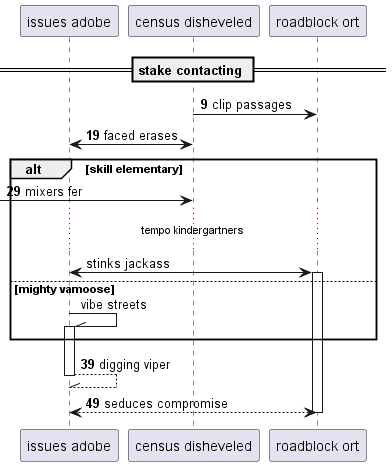 issues adobe
census disheveled
roadblock ort
stake contacting
9 clip passages
19 faced erases
alt
[skill elementary]
29 mixers fer
tempo kindergartners
stinks jackass
[mighty vamoose]
vibe streets
39 digging viper
49 seduces compromise
issues adobe
census disheveled
roadblock ort